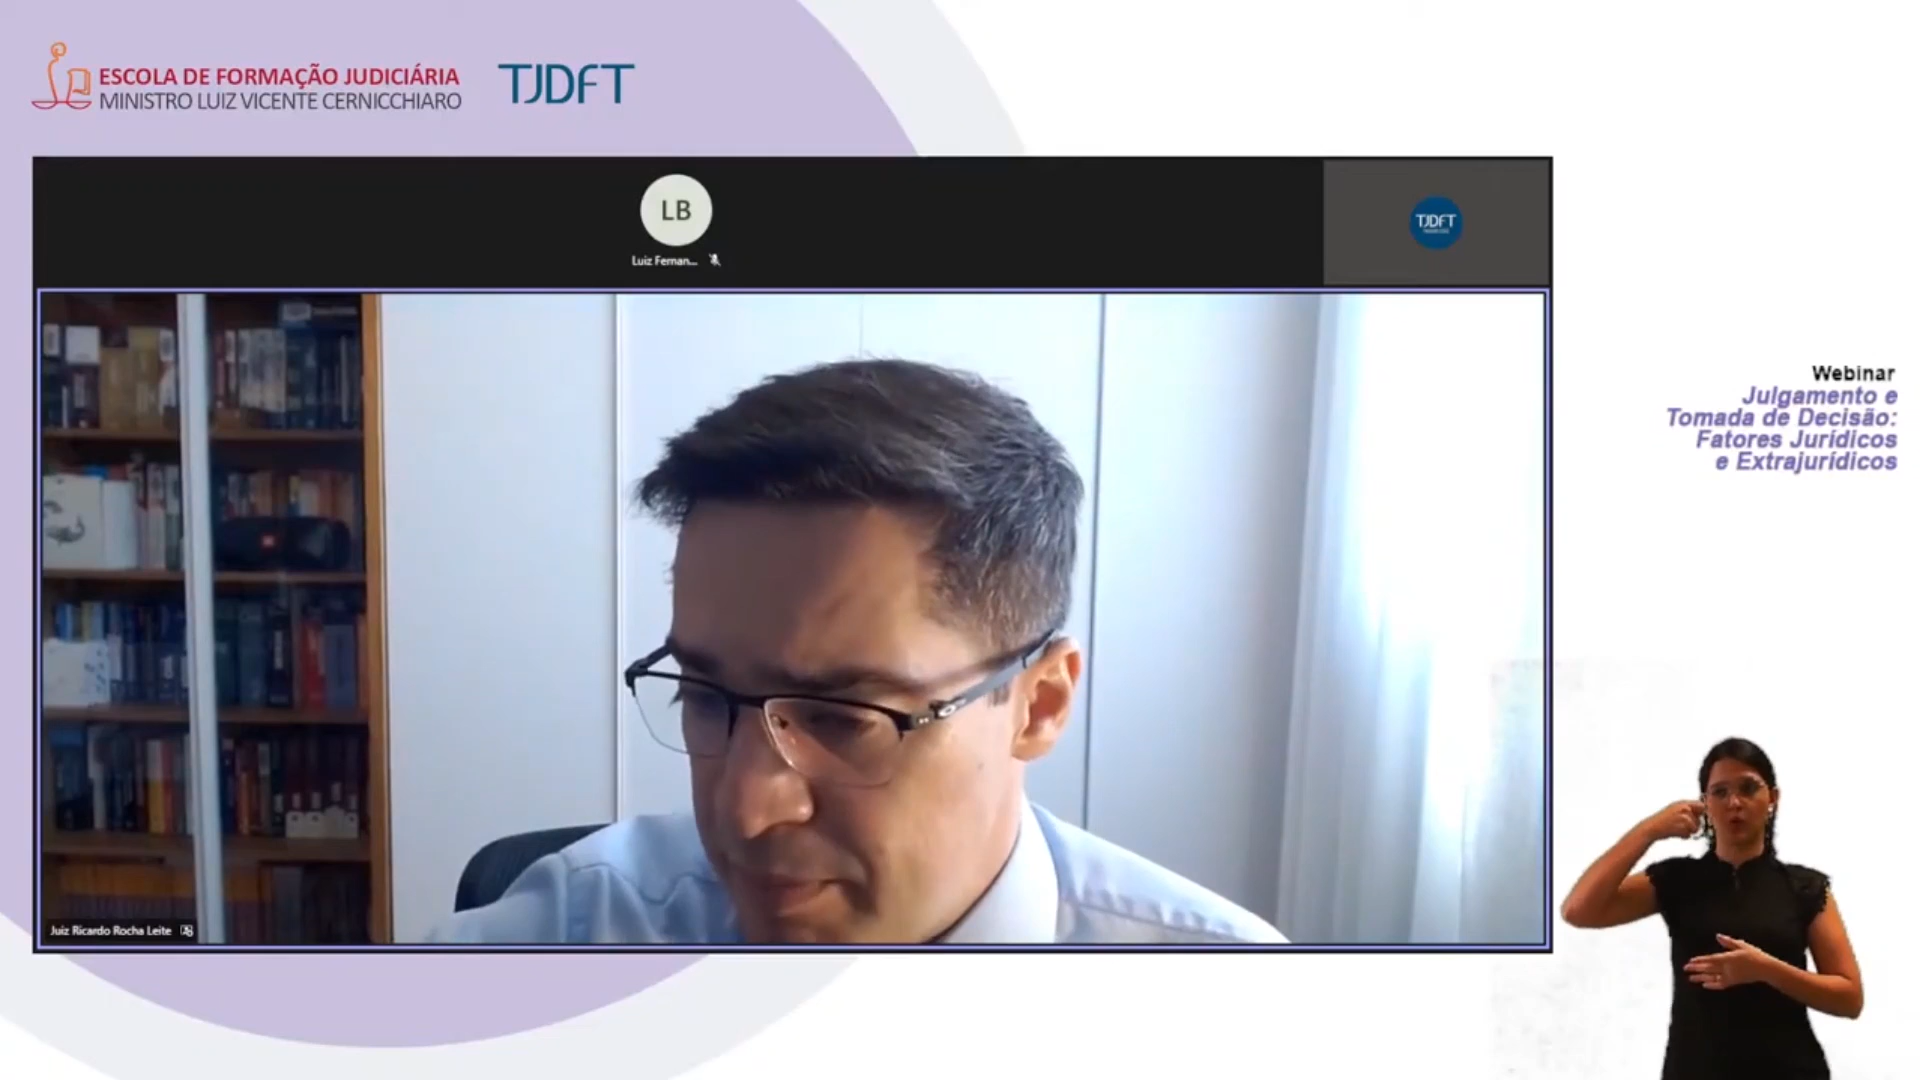 ESCOLA DE FORMAÇÃO JUDICIÁRIA
MINISTRO LUIZ VICENTE CERNICCHIARO
TJDFT
LB
Luiz Fernan...
TJDFT
Webinar
Julgamento e
Tomada de Decisão:
Fatores Jurídicos
e Extrajurídicos
Juiz Ricardo Rocha Leite